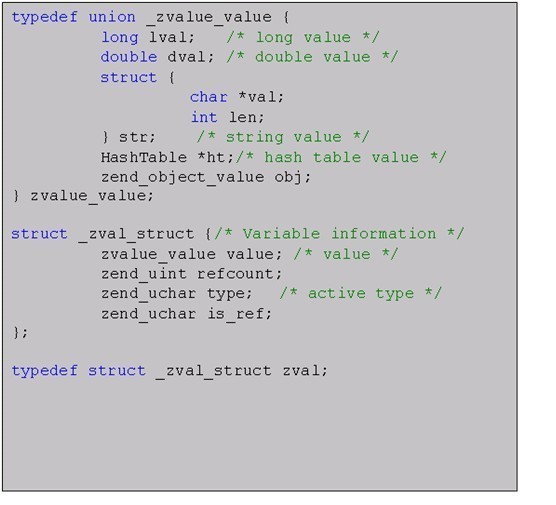 typedef union _zvalue_value {
long lval; /* long value */
double dval; /* double value */
struct {
char *val;
int len;
} str; /* string value */
HashTable *ht;/* hash table value */
zend_object_value obj;
} zvalue_value;
struct _zval_struct {/* Variable information */
zvalue_value value; /* value */
zend_uint refcount;
zend_uchar type; /* active type */
zend_uchar is_ref;
};
typedef struct _zval_struct zval;